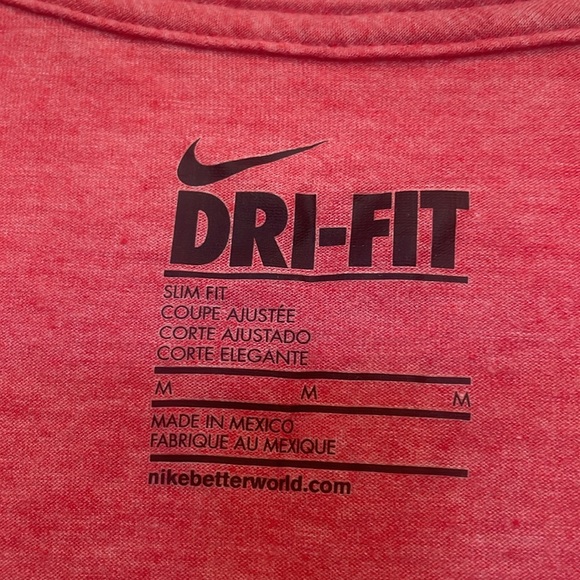 DRI-FIT
SLIM FIT
COUPE AJUSTÉE
CORTE AJUSTADO
CORTE ELEGANTE
M M M
MADE IN MEXICO
FABRIQUE AU MEXIQUE
nikebetterworld.com